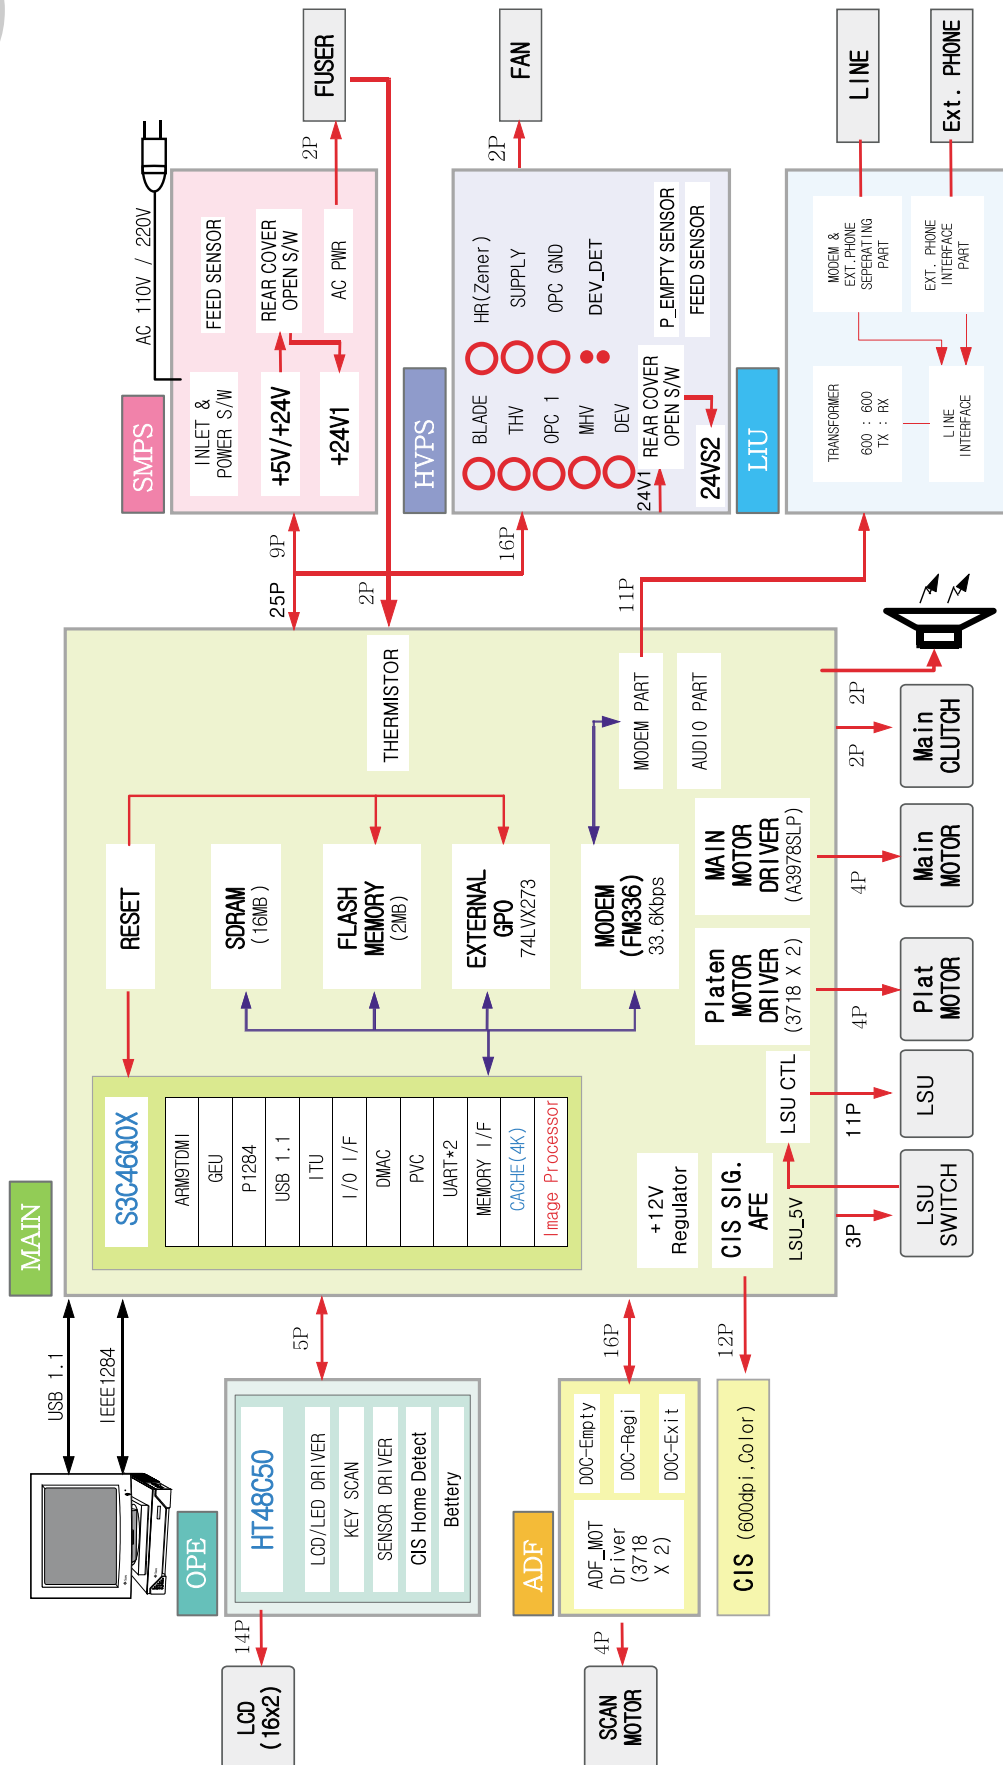 MAIN
USB 1.1
IEEE1284
S3C46Q0X
ARM9TDMI
GEU
P1284
USB 1.1
ITU
I/O I/F
DMAC
PVC
UART*2
MEMORY I/F
CACHE(4K)
Image Processor
RESET
SDRAM
(16MB)
FLASH
MEMORY
(2MB)
EXTERNAL
GPO
74LVX273
MODEM
(FM336)
33.6Kbps
THERMISTOR
MODEM PART
AUDIO PART
MAIN
MOTOR
DRIVER
(A3978SLP)
Platen
MOTOR
DRIVER
(3718 X 2)
LSU CTL
+12V
Regulator
CIS SIG.
AFE
LSU_5V
SMPS
AC 110V / 220V
INLET &
POWER S/W
FEED SENSOR
+5V/+24V
REAR COVER
OPEN S/W
+24V1
AC PWR
2P
FUSER
9P
25P
2P
16P
HVPS
BLADE
HR(Zener)
THV
SUPPLY
OPC 1
OPC GND
MHV
DEV_DET
DEV
24V1
REAR COVER
OPEN S/W
24VS2
P_EMPTY SENSOR
FEED SENSOR
2P
FAN
LIU
11P
TRANSFORMER
600 : 600
TX : RX
MODEM &
EXT.PHONE
SEPERATING
PART
LINE
INTERFACE
EXT. PHONE
INTERFACE
PART
LINE
Ext. PHONE
2P
2P
Main
CLUTCH
4P
Main
MOTOR
4P
Plat
MOTOR
11P
LSU
3P
LSU
SWITCH
OPE
5P
HT48C50
LCD/LED DRIVER
KEY SCAN
SENSOR DRIVER
CIS Home Detect
Bettery
14P
LCD
(16x2)
ADF
16P
ADF_MOT
Driver
(3718
X 2)
DOC-Empty
DOC-Regi
DOC-Exit
4P
SCAN
MOTOR
12P
CIS (600dpi,Color)